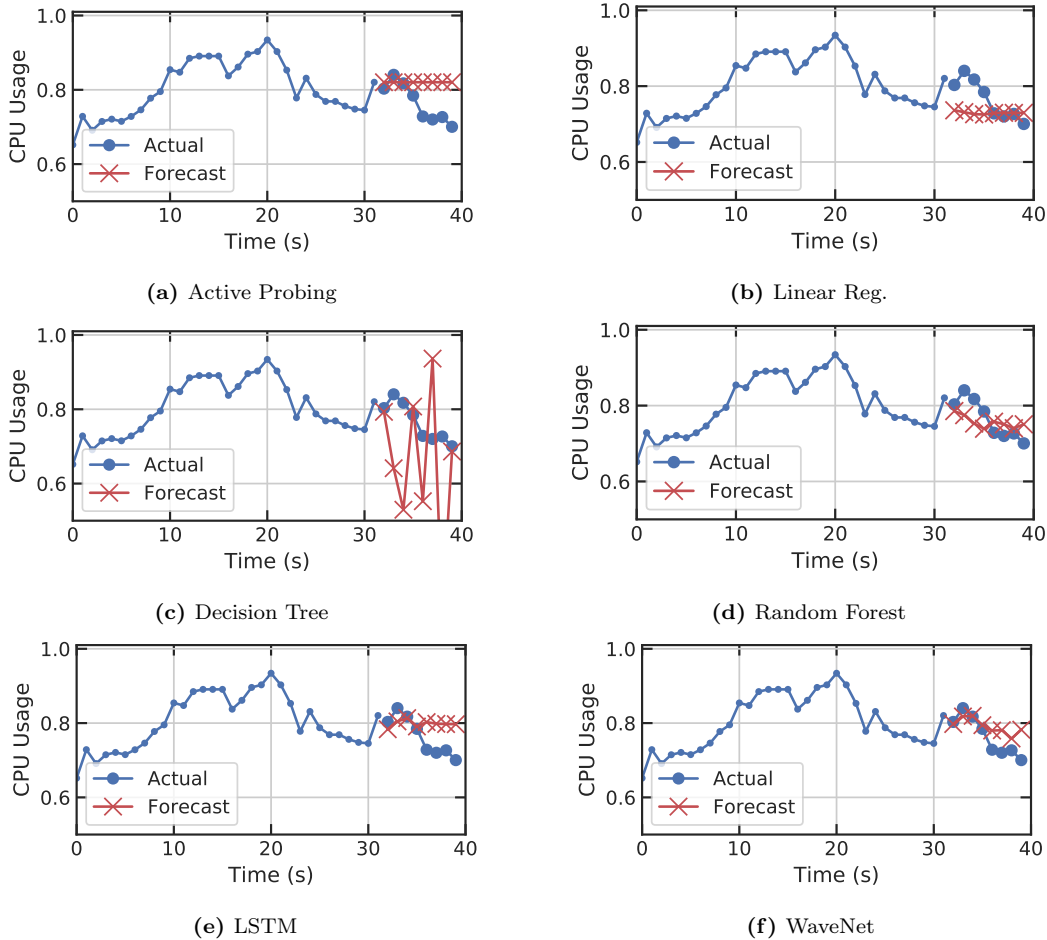 1.0
0.8
0.6
CPU Usage
Actual
Forecast
0 10 20 30 40
Time (s)
(a) Active Probing
1.0
0.8
0.6
CPU Usage
Actual
Forecast
0 10 20 30 40
Time (s)
(b) Linear Reg.
1.0
0.8
0.6
CPU Usage
Actual
Forecast
0 10 20 30 40
Time (s)
(c) Decision Tree
1.0
0.8
0.6
CPU Usage
Actual
Forecast
0 10 20 30 40
Time (s)
(d) Random Forest
1.0
0.8
0.6
CPU Usage
Actual
Forecast
0 10 20 30 40
Time (s)
(e) LSTM
1.0
0.8
0.6
CPU Usage
Actual
Forecast
0 10 20 30 40
Time (s)
(f) WaveNet